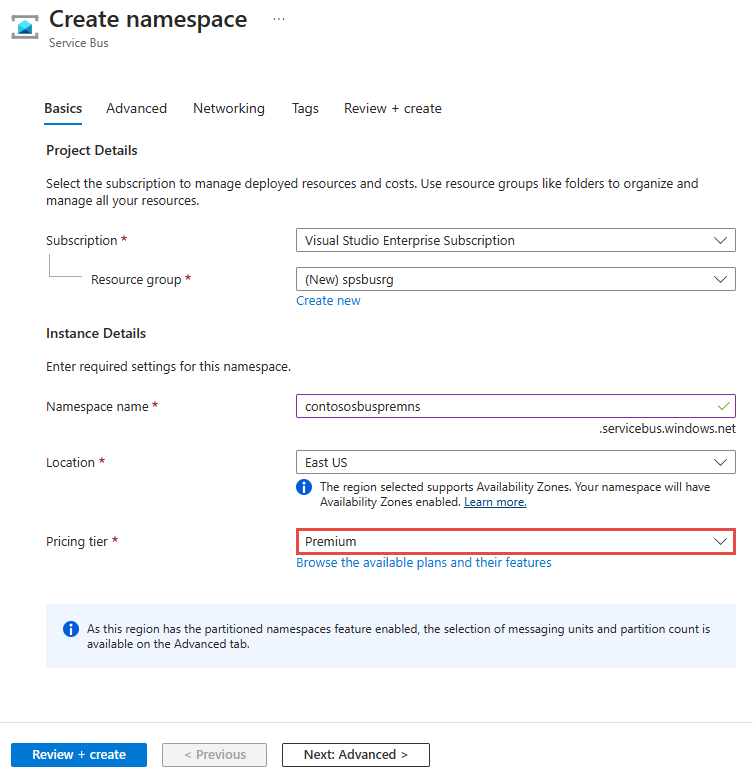 Create namespace ...
Service Bus
Basics Advanced Networking Tags Review + create
Project Details
Select the subscription to manage deployed resources and costs. Use resource groups like folders to organize and
manage all your resources.
Subscription * Visual Studio Enterprise Subscription
Resource group * (New) spsbusrg
Create new
Instance Details
Enter required settings for this namespace.
Namespace name * contososbuspremns
.servicebus.windows.net
Location * East US
The region selected supports Availability Zones. Your namespace will have
Availability Zones enabled. Learn more.
Pricing tier * Premium
Browse the available plans and their features
As this region has the partitioned namespaces feature enabled, the selection of messaging units and partition count is
available on the Advanced tab.
Review + create < Previous Next: Advanced >